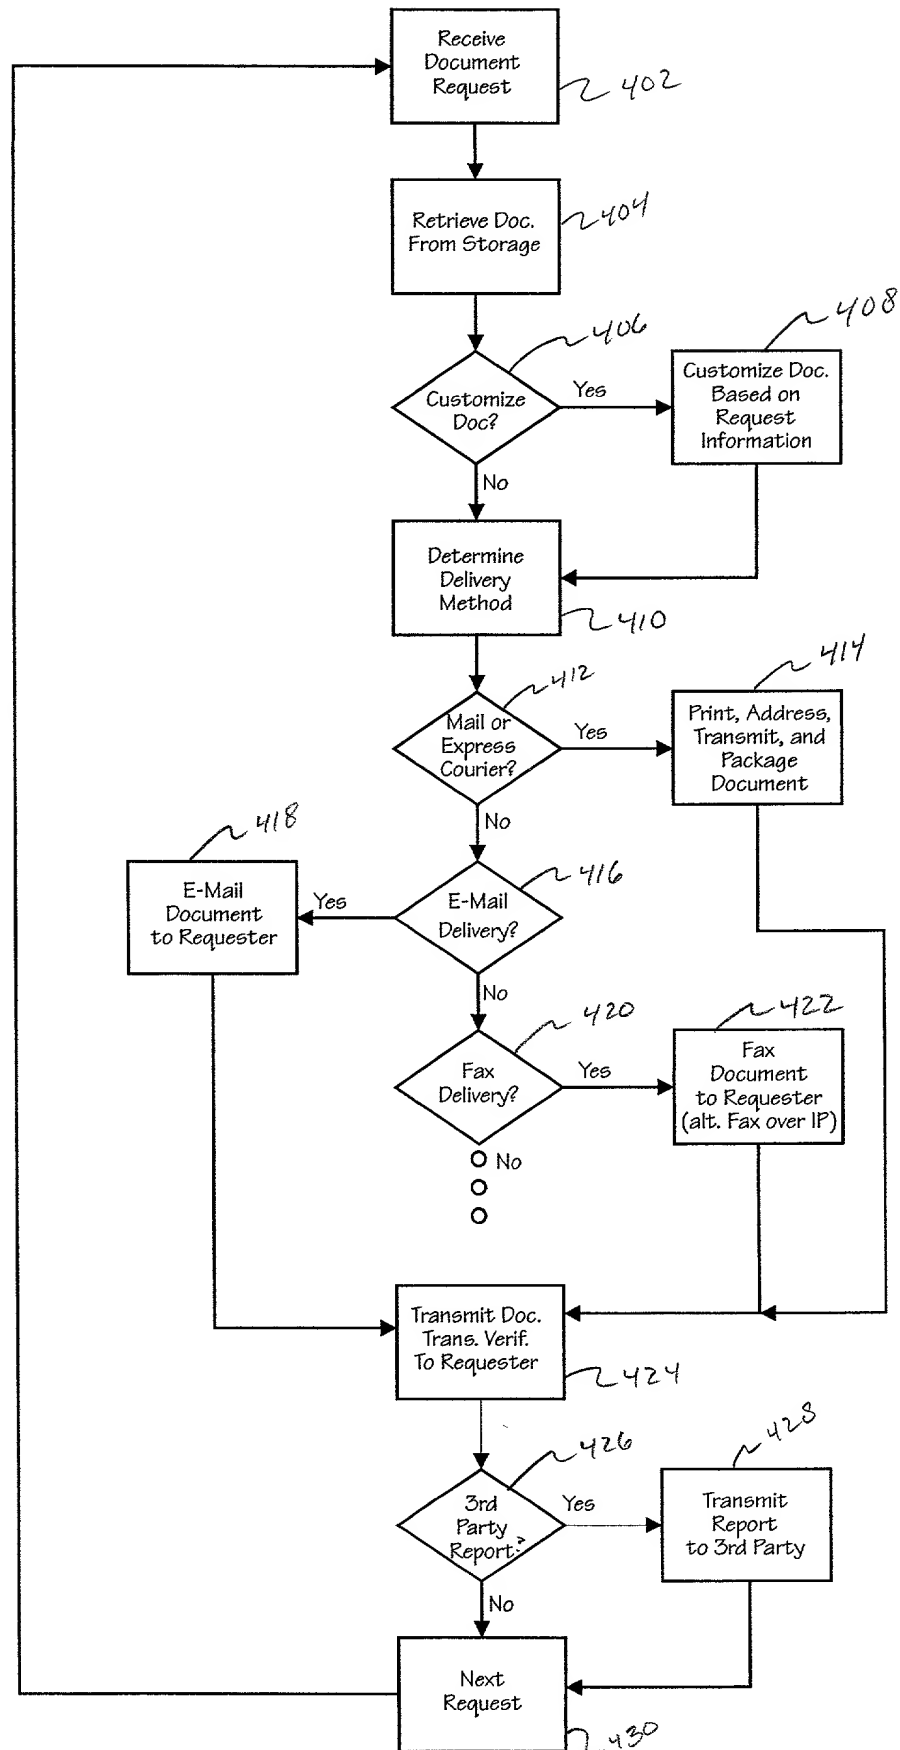 Receive
Document
Request
402
Retrieve Doc.
From Storage
404
406
Customize
Doc?
Yes
408
Customize Doc.
Based on
Request
Information
No
Determine
Delivery
Method
410
412
Mail or
Express
Courier?
Yes
414
Print, Address,
Transmit, and
Package
Document
No
418
E-Mail
Document
to Requester
Yes
416
E-Mail
Delivery?
No
420
Fax
Delivery?
Yes
422
Fax
Document
to Requester
(alt. Fax over IP)
No
Transmit Doc.
Trans. Verif.
To Requester
424
426
3rd
Party
Report?
Yes
428
Transmit
Report
to 3rd Party
No
Next
Request
430